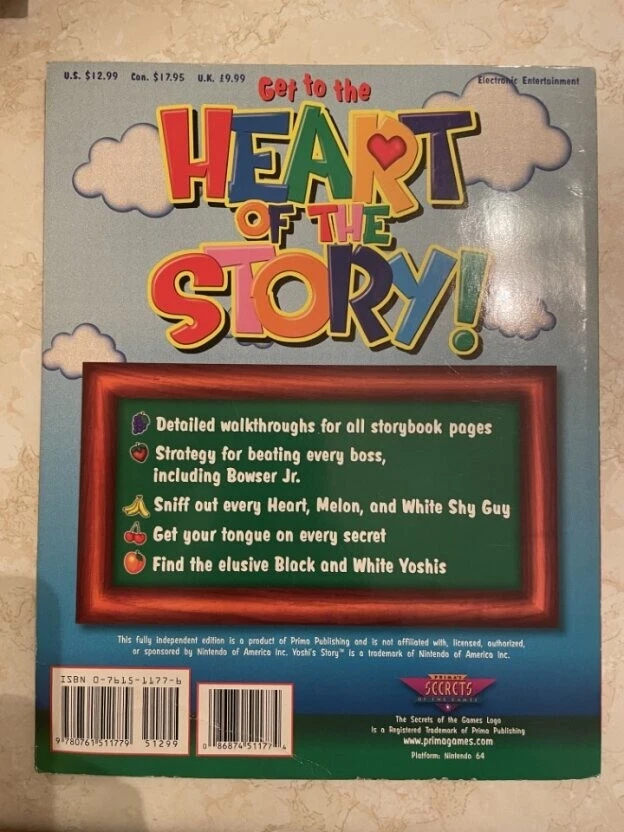 U.S. $12.99 Can. $17.95 U.K. £9.99
Electronic Entertainment
Get to the
HEART
OF THE
STORY!
Detailed walkthroughs for all storybook pages
Strategy for beating every boss,
including Bowser Jr.
Sniff out every Heart, Melon, and White Shy Guy
Get your tongue on every secret
Find the elusive Black and White Yoshis
This fully independent edition is a product of Prima Publishing and is not affiliated with, licensed, authorized,
or sponsored by Nintendo of America Inc. Yoshi's Story™ is a trademark of Nintendo of America Inc.
ISBN 0-7615-1177-6
9 780761 511779 51299
0 86874 51177 4
PRIMA'S
SECRETS
OF THE GAMES
The Secrets of the Games Logo
is a Registered Trademark of Prima Publishing
www.primagames.com
Platform: Nintendo 64